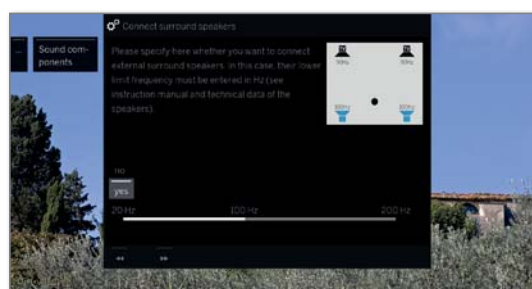 Connect surround speakers
... Sound com-
ponents
Please specify here whether you want to connect
external surround speakers. In this case, their lower
limit frequency must be entered in Hz (see
instruction manual and technical data of the
speakers).
100Hz 100Hz
no
yes
20 Hz 100 Hz 200 Hz